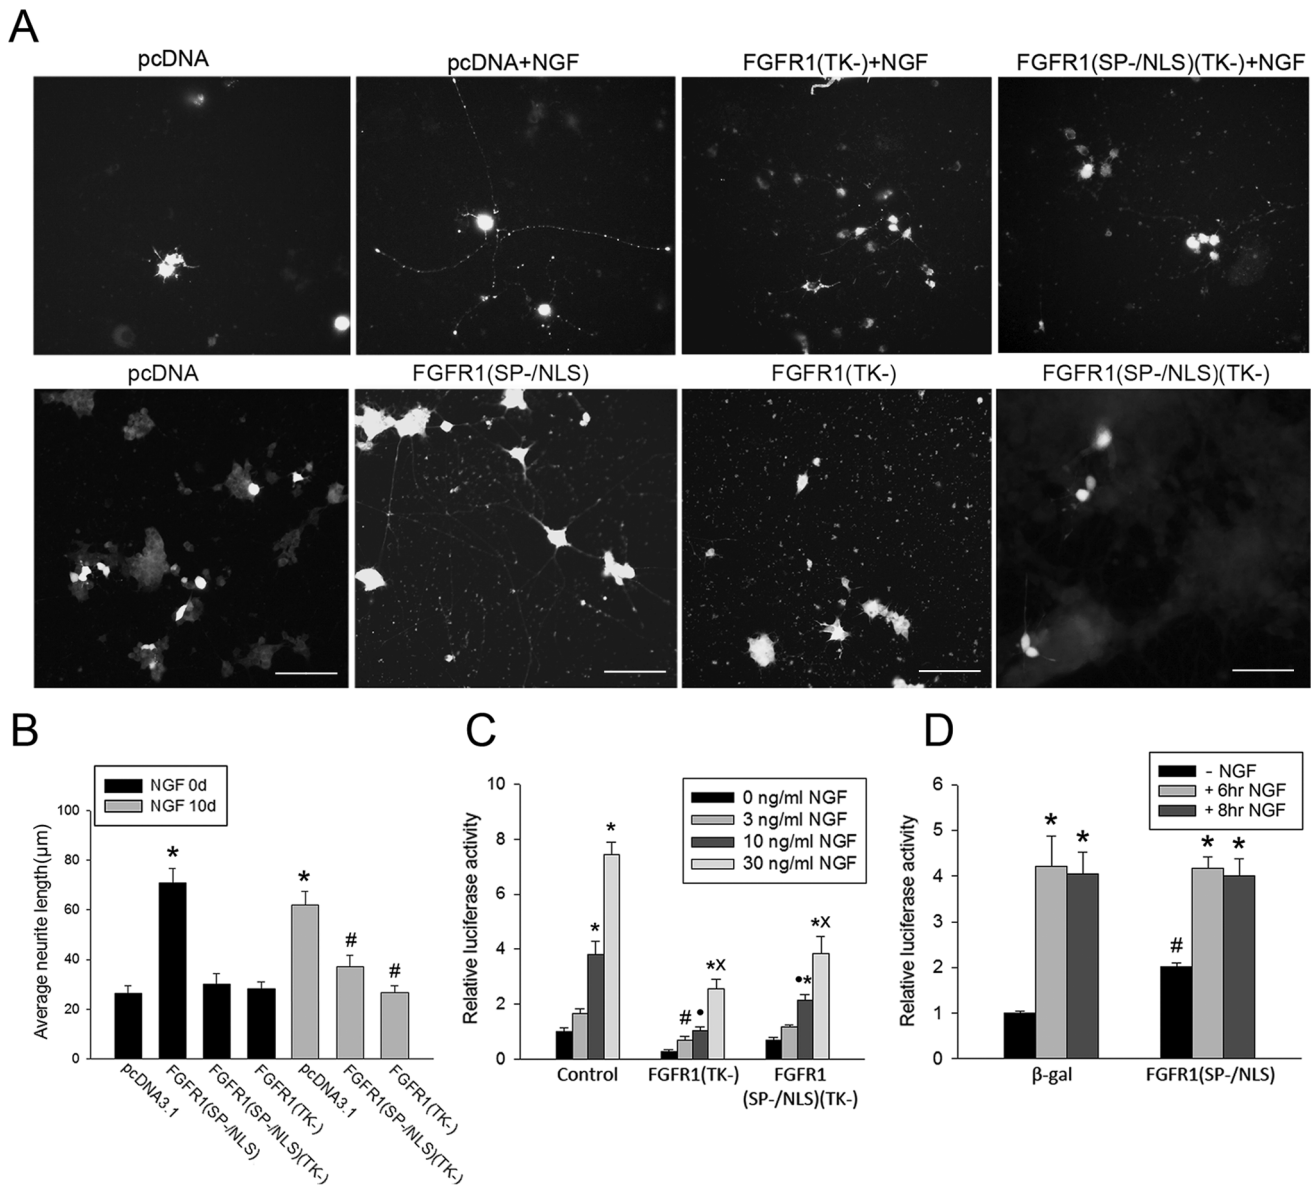 A
pcDNA
pcDNA+NGF
FGFR1(TK-)+NGF
FGFR1(SP-/NLS)(TK-)+NGF
pcDNA
FGFR1(SP-/NLS)
FGFR1(TK-)
FGFR1(SP-/NLS)(TK-)
B
NGF 0d
NGF 10d
Average neurite length(µm)
100
80
60
40
20
0
*
*
#
#
pcDNA3.1
FGFR1(SP-/NLS)
FGFR1(SP-/NLS)(TK-)
FGFR1(TK-)
pcDNA3.1
FGFR1(SP-/NLS)(TK-)
FGFR1(TK-)
C
0 ng/ml NGF
3 ng/ml NGF
10 ng/ml NGF
30 ng/ml NGF
Relative luciferase activity
10
8
6
4
2
0
*
*
#
•
*X
•*
*X
Control
FGFR1(TK-)
FGFR1
(SP-/NLS)(TK-)
D
- NGF
+ 6hr NGF
+ 8hr NGF
Relative luciferase activity
6
5
4
3
2
1
0
*
*
#
*
*
β-gal
FGFR1(SP-/NLS)